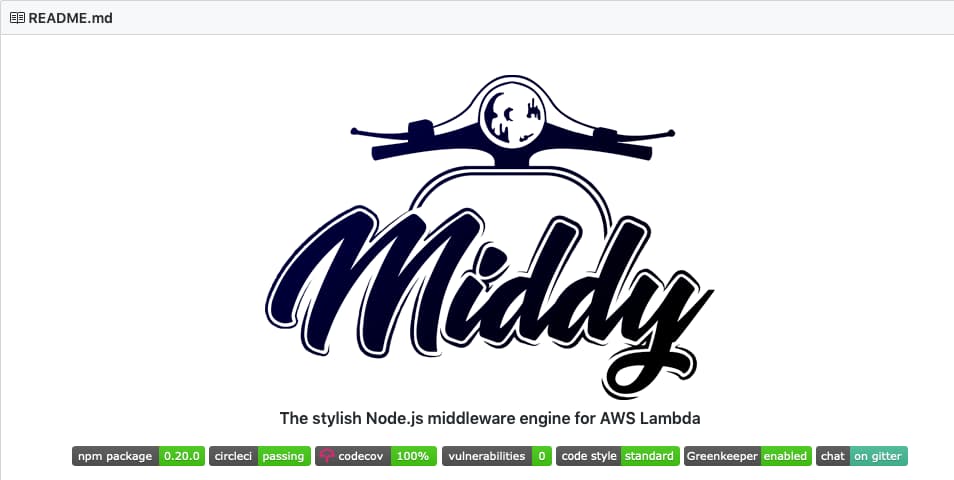 README.md
Middy
The stylish Node.js middleware engine for AWS Lambda
npm package 0.20.0 circleci passing codecov 100% vulnerabilities 0 code style standard Greenkeeper enabled chat on gitter